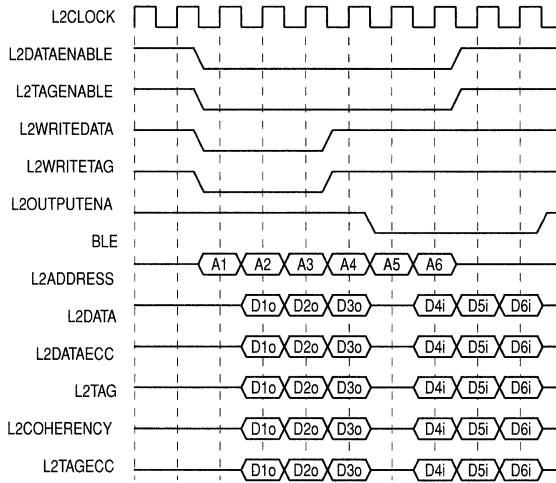 L2CLOCK
L2DATAENABLE
L2TAGENABLE
L2WRITEDATA
L2WRITETAG
L2OUTPUTENA
BLE
L2ADDRESS A1 A2 A3 A4 A5 A6
L2DATA D1o D2o D3o D4i D5i D6i
L2DATAECC D1o D2o D3o D4i D5i D6i
L2TAG D1o D2o D3o D4i D5i D6i
L2COHERENCY D1o D2o D3o D4i D5i D6i
L2TAGECC D1o D2o D3o D4i D5i D6i